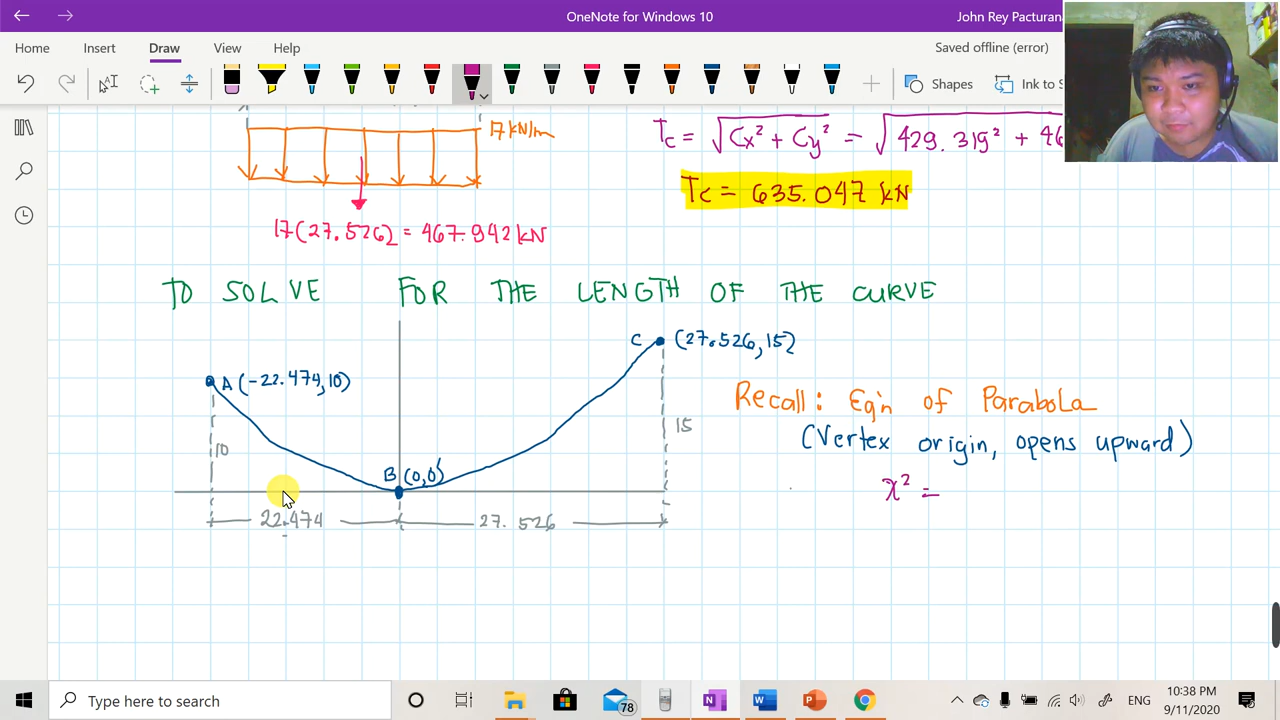 OneNote for Windows 10
John Rey Pacturan
Home Insert Draw View Help
Saved offline (error)
Shapes
Ink to S
17 kN/m
17(27.526) = 467.942 kN
Tc = √Cx² + Cy² = √429.319² + 46
Tc = 635.047 kN
TO SOLVE FOR THE LENGTH OF THE CURVE
C (27.526, 15)
A (-22.474, 10)
10
15
B (0,0)
22.474
27.526
Recall: Eq'n of Parabola
(Vertex origin, opens upward)
x² =
Type here to search
78
ENG
10:38 PM
9/11/2020